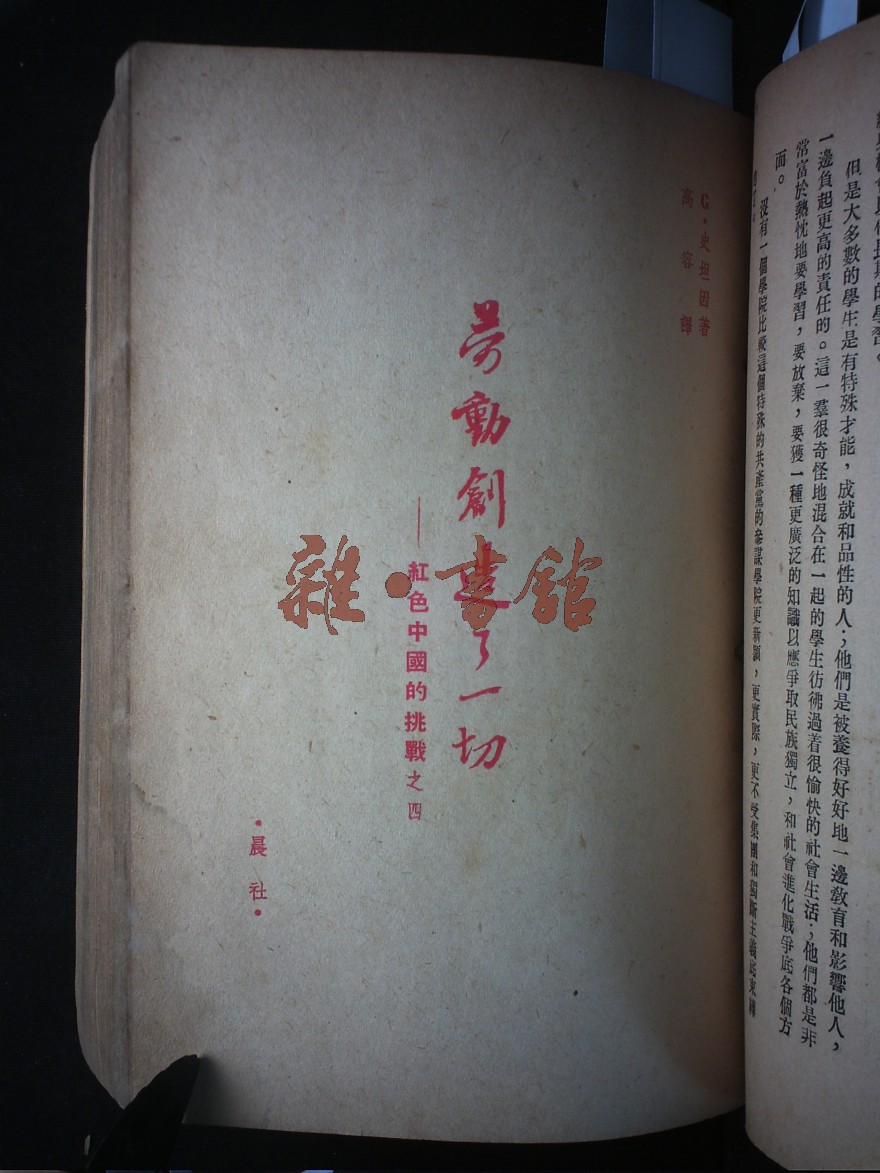 但是大多數的學生是有特殊才能，成就和品性的人；他們是被養得好好地一邊教育和影響他人，
一邊負起更高的責任的。這一羣很奇怪地混合在一起的學生彷彿過着很愉快的社會生活；他們都是非
常富於熱忱地要學習，要放棄，要獲一種更廣泛的知識以應爭取民族獨立，和社會進化戰爭底各個方
面。
沒有一個學院比較這個特殊的共產黨的參謀學院更新穎，更實際，更不受集團和獨斷主義底束縛
G·史坦因著
高容譯
勞動創造了一切
——紅色中國的挑戰之四
·晨社·
雜·書館